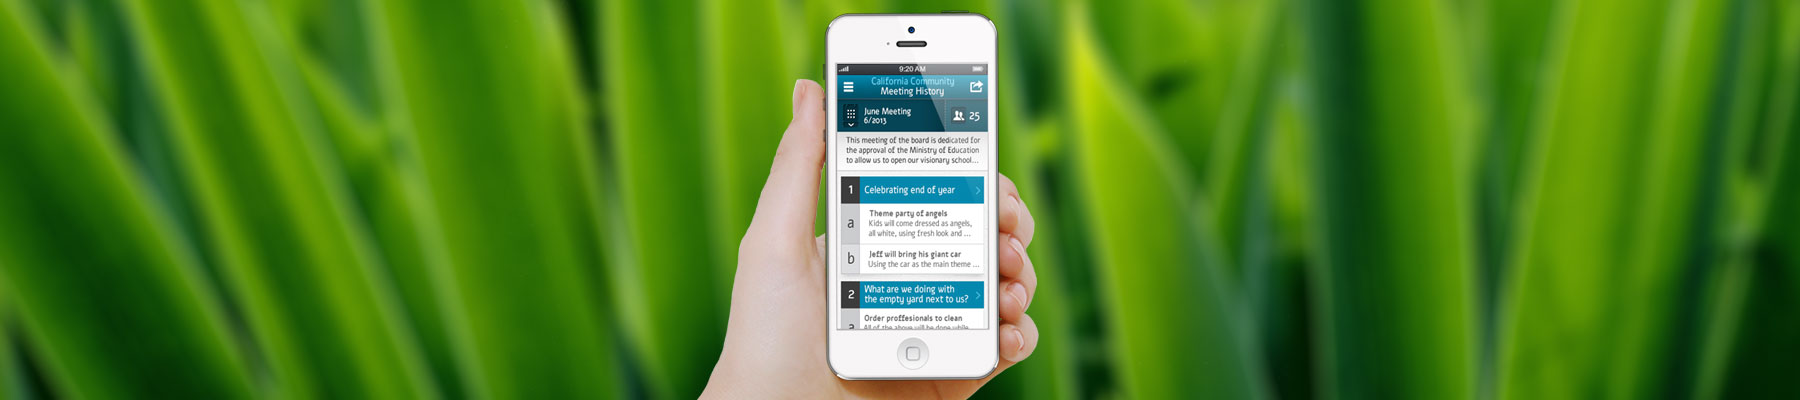 9:20 AM
California Community
Meeting History
June Meeting
6/2013
25
This meeting of the board is dedicated for
the approval of the Ministry of Education
to allow us to open our visionary school...
1 Celebrating end of year
a Theme party of angels
Kids will come dressed as angels,
all white, using fresh look and ...
b Jeff will bring his giant car
Using the car as the main theme ...
2 What are we doing with
the empty yard next to us?
a Order proffesionals to clean
All of the above will be done while